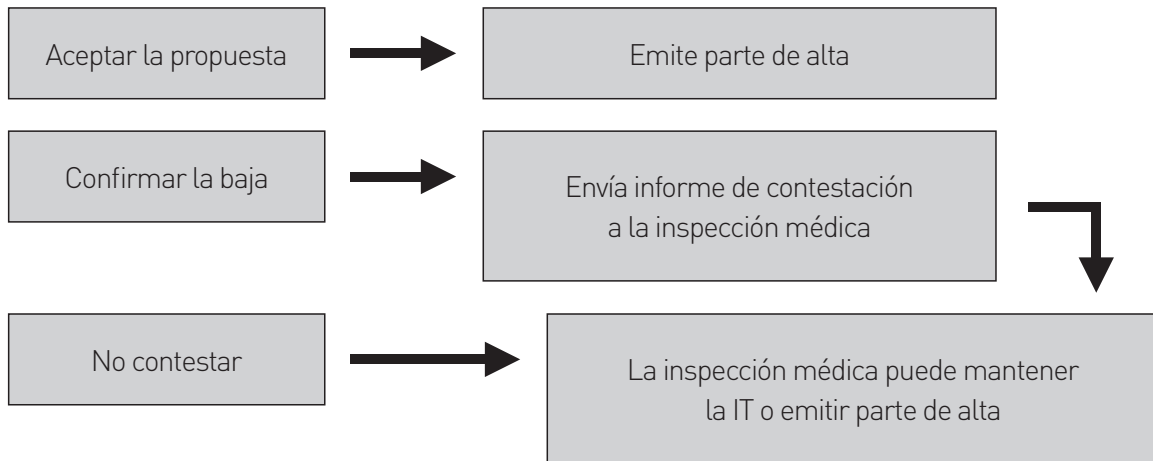 Aceptar la propuesta
Emite parte de alta
Confirmar la baja
Envía informe de contestación
a la inspección médica
No contestar
La inspección médica puede mantener
la IT o emitir parte de alta